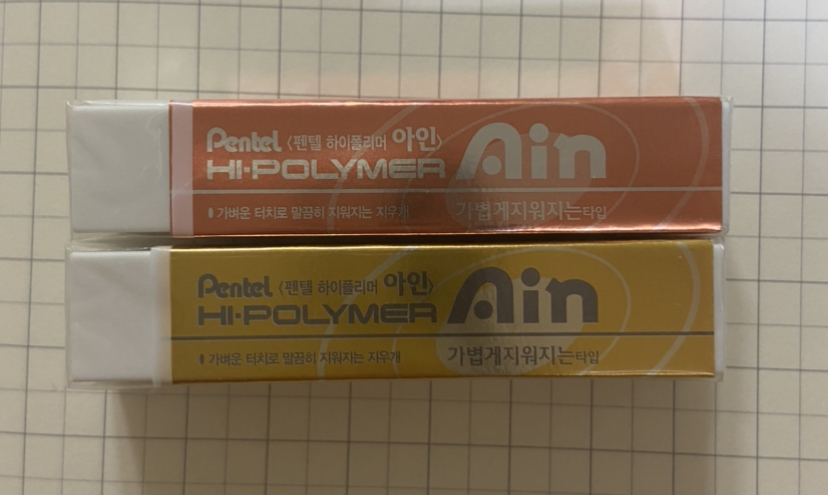 Pentel 〈펜텔 하이폴리머 아인〉
HI-POLYMER Ain
가벼운 터치로 말끔히 지워지는 지우개
가볍게지워지는타입
Pentel 〈펜텔 하이폴리머 아인〉
HI-POLYMER Ain
가벼운 터치로 말끔히 지워지는 지우개
가볍게지워지는타입